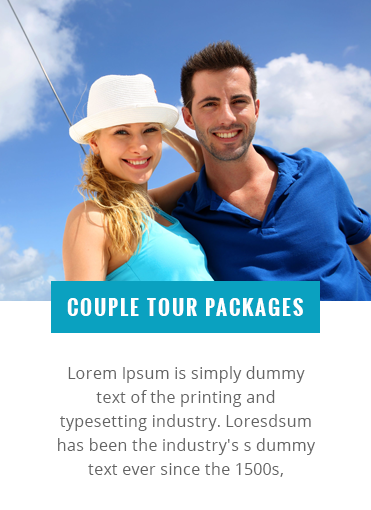 COUPLE TOUR PACKAGES
Lorem Ipsum is simply dummy
text of the printing and
typesetting industry. Loresdsum
has been the industry's s dummy
text ever since the 1500s,